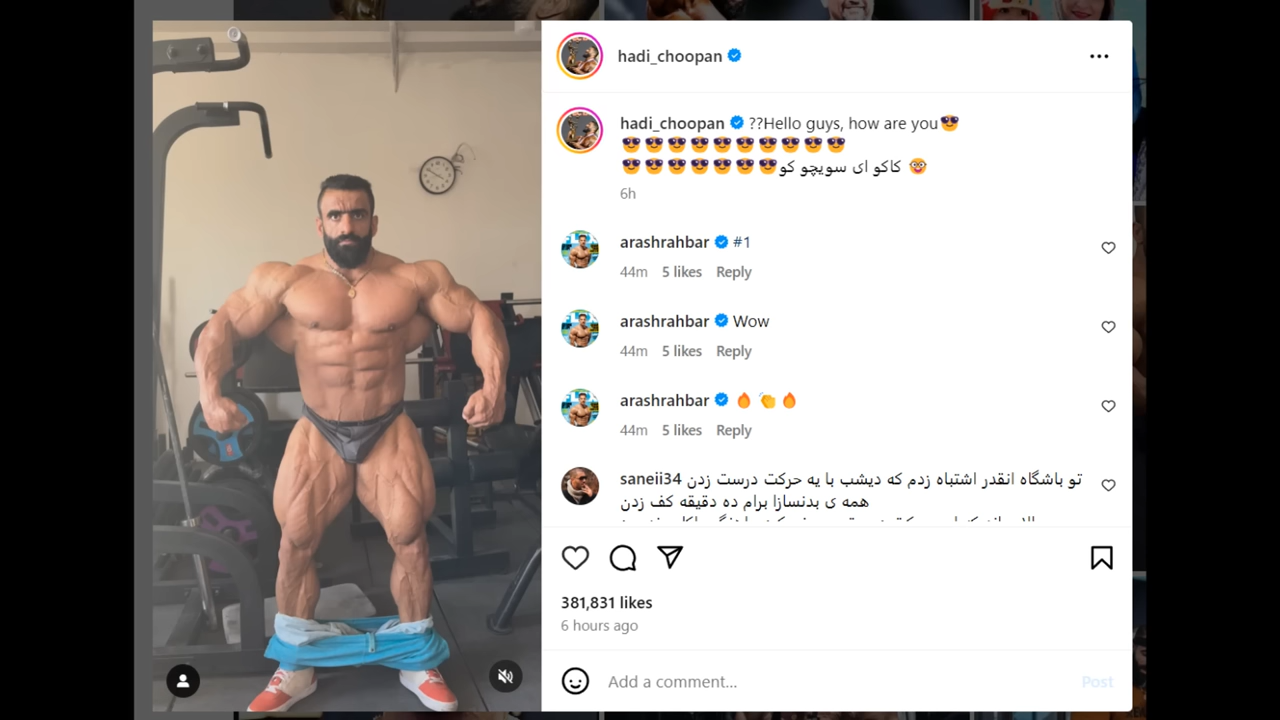 hadi_choopan
hadi_choopan ??Hello guys, how are you😎
😎😎😎😎😎😎😎😎😎😎
😎😎😎😎😎😎😎کاکو ای سویچو کو 🤓
6h
arashrahbar #1
44m 5 likes Reply
arashrahbar Wow
44m 5 likes Reply
arashrahbar 🔥 👏 🔥
44m 5 likes Reply
saneii34 تو باشگاه انقدر اشتباه زدم که دیشب با یه حرکت درست زدن
همه ی بدنسازا برام ده دقیقه کف زدن
381,831 likes
6 hours ago
Add a comment...
Post